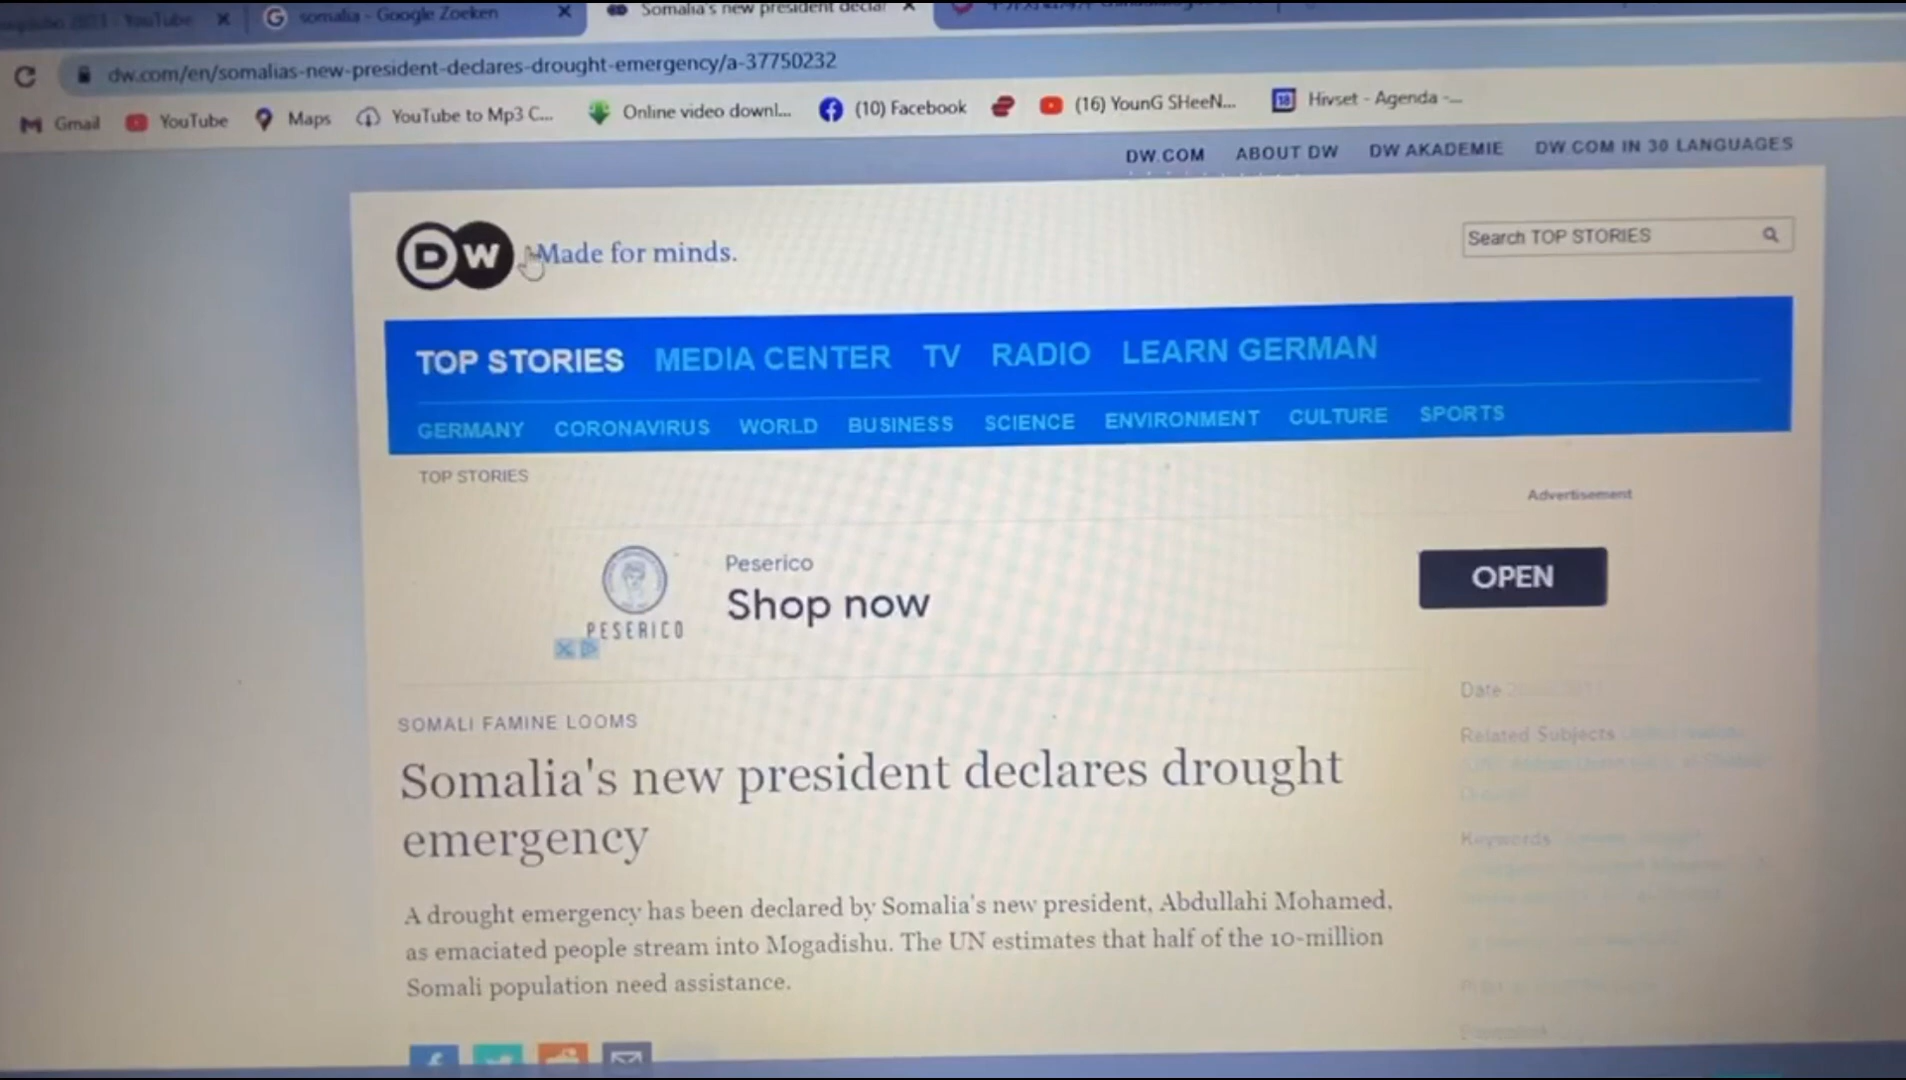 YouTube
somalia - Google Zoeken
Somalia's new president declar
dw.com/en/somalias-new-president-declares-drought-emergency/a-37750232
Gmail YouTube Maps YouTube to Mp3 C... Online video downl... (10) Facebook (16) YounG SHeeN... 18 Hivset - Agenda -...
DW.COM ABOUT DW DW AKADEMIE DW.COM IN 30 LANGUAGES
DW Made for minds.
Search TOP STORIES
TOP STORIES MEDIA CENTER TV RADIO LEARN GERMAN
GERMANY CORONAVIRUS WORLD BUSINESS SCIENCE ENVIRONMENT CULTURE SPORTS
TOP STORIES
Advertisement
Peserico
Shop now
OPEN
PESERICO
SOMALI FAMINE LOOMS
Somalia's new president declares drought
emergency
A drought emergency has been declared by Somalia's new president, Abdullahi Mohamed,
as emaciated people stream into Mogadishu. The UN estimates that half of the 10-million
Somali population need assistance.
Date
Related Subjects
Keywords